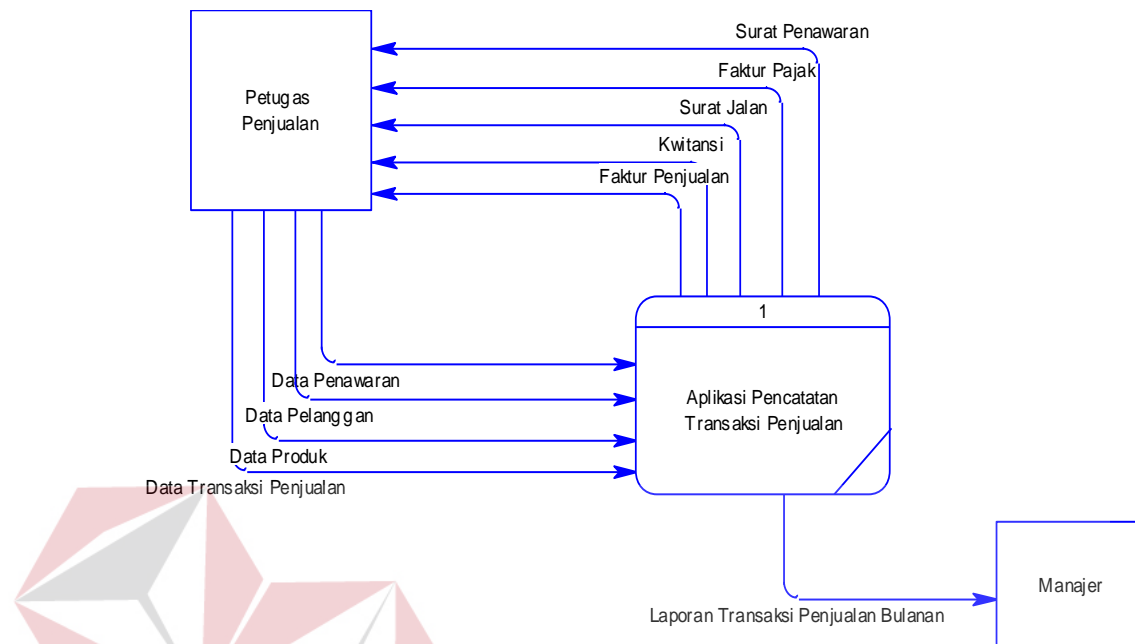 Surat Penawaran
Faktur Pajak
Surat Jalan
Kwitansi
Faktur Penjualan
Petugas
Penjualan
1
Aplikasi Pencatatan
Transaksi Penjualan
Data Penawaran
Data Pelanggan
Data Produk
Data Transaksi Penjualan
Manajer
Laporan Transaksi Penjualan Bulanan